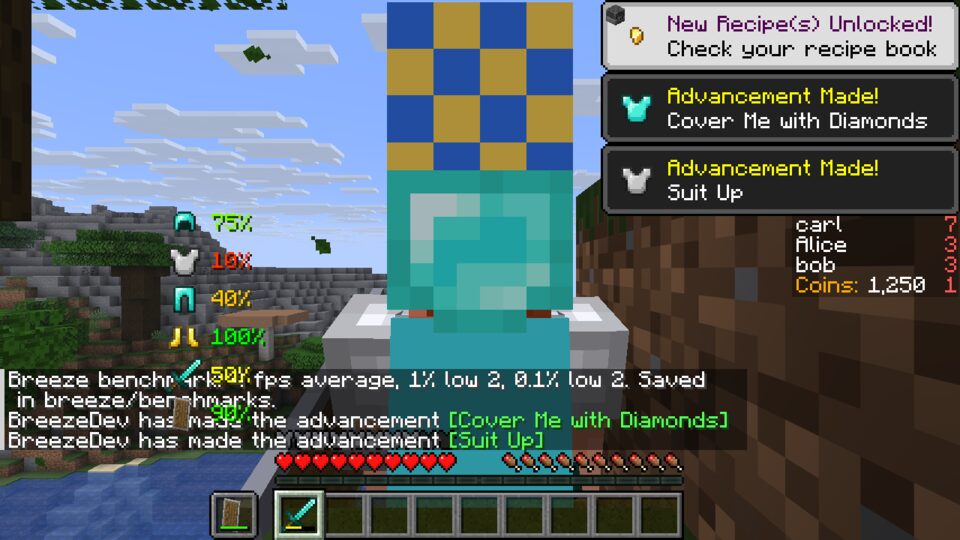 New Recipe(s) Unlocked!
Check your recipe book
Advancement Made!
Cover Me with Diamonds
Advancement Made!
Suit Up
carl 7
Alice 3
bob 3
Coins: 1,250 1
75%
10%
40%
100%
50%
90%
Breeze benchmark: fps average, 1% low 2, 0.1% low 2. Saved
in breeze/benchmarks.
BreezeDev has made the advancement [Cover Me with Diamonds]
BreezeDev has made the advancement [Suit Up]